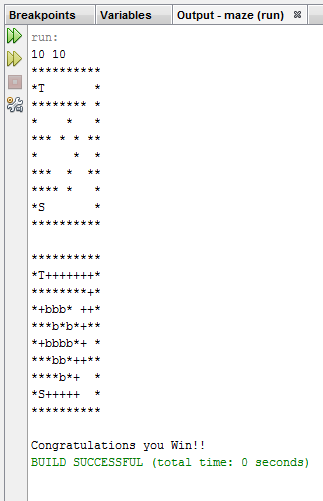 Breakpoints Variables Output - maze (run)
run:
10 10
**********
*T       *
******** *
*    *   *
*** * * **
*     *  *
***  *  **
**** *   *
*S       *
**********
**********
*T+++++++*
********+*
*+bbb* ++*
***b*b*+**
*+bbbb*+ *
***bb*++**
****b*+  *
*S+++++  *
**********
Congratulations you Win!!
BUILD SUCCESSFUL (total time: 0 seconds)